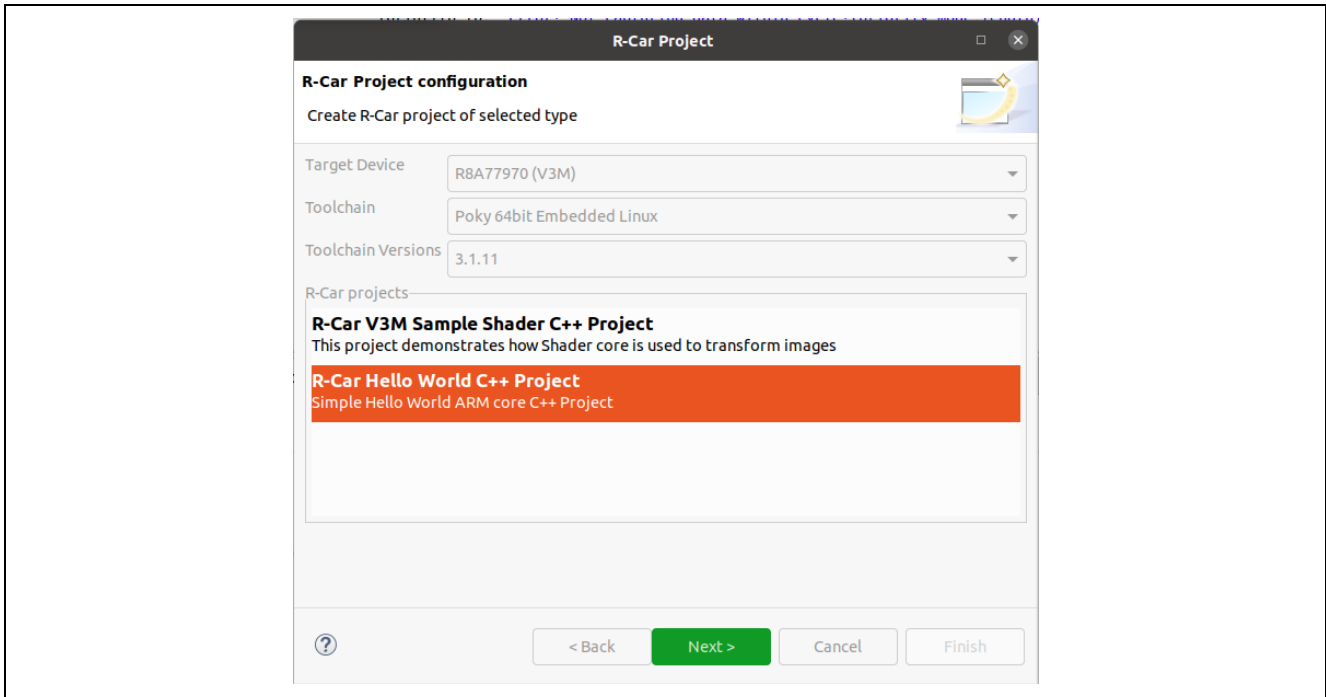 R-Car Project
R-Car Project configuration
Create R-Car project of selected type
Target Device
R8A77970 (V3M)
Toolchain
Poky 64bit Embedded Linux
Toolchain Versions
3.1.11
R-Car projects
R-Car V3M Sample Shader C++ Project
This project demonstrates how Shader core is used to transform images
R-Car Hello World C++ Project
Simple Hello World ARM core C++ Project
< Back
Next >
Cancel
Finish